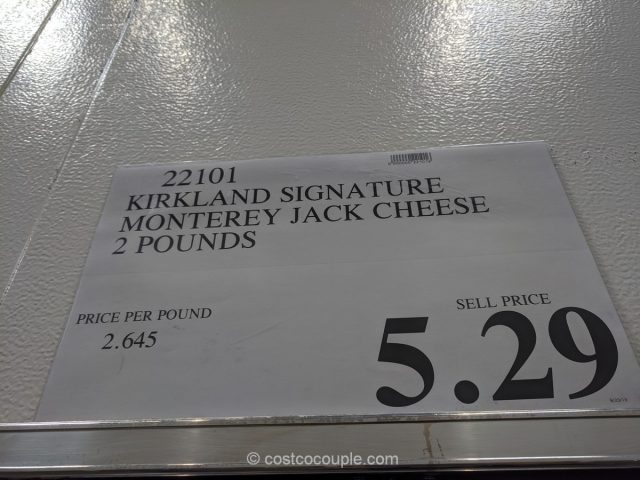 22101
KIRKLAND SIGNATURE
MONTEREY JACK CHEESE
2 POUNDS
PRICE PER POUND
2.645
SELL PRICE
5.29
© costcocouple.com